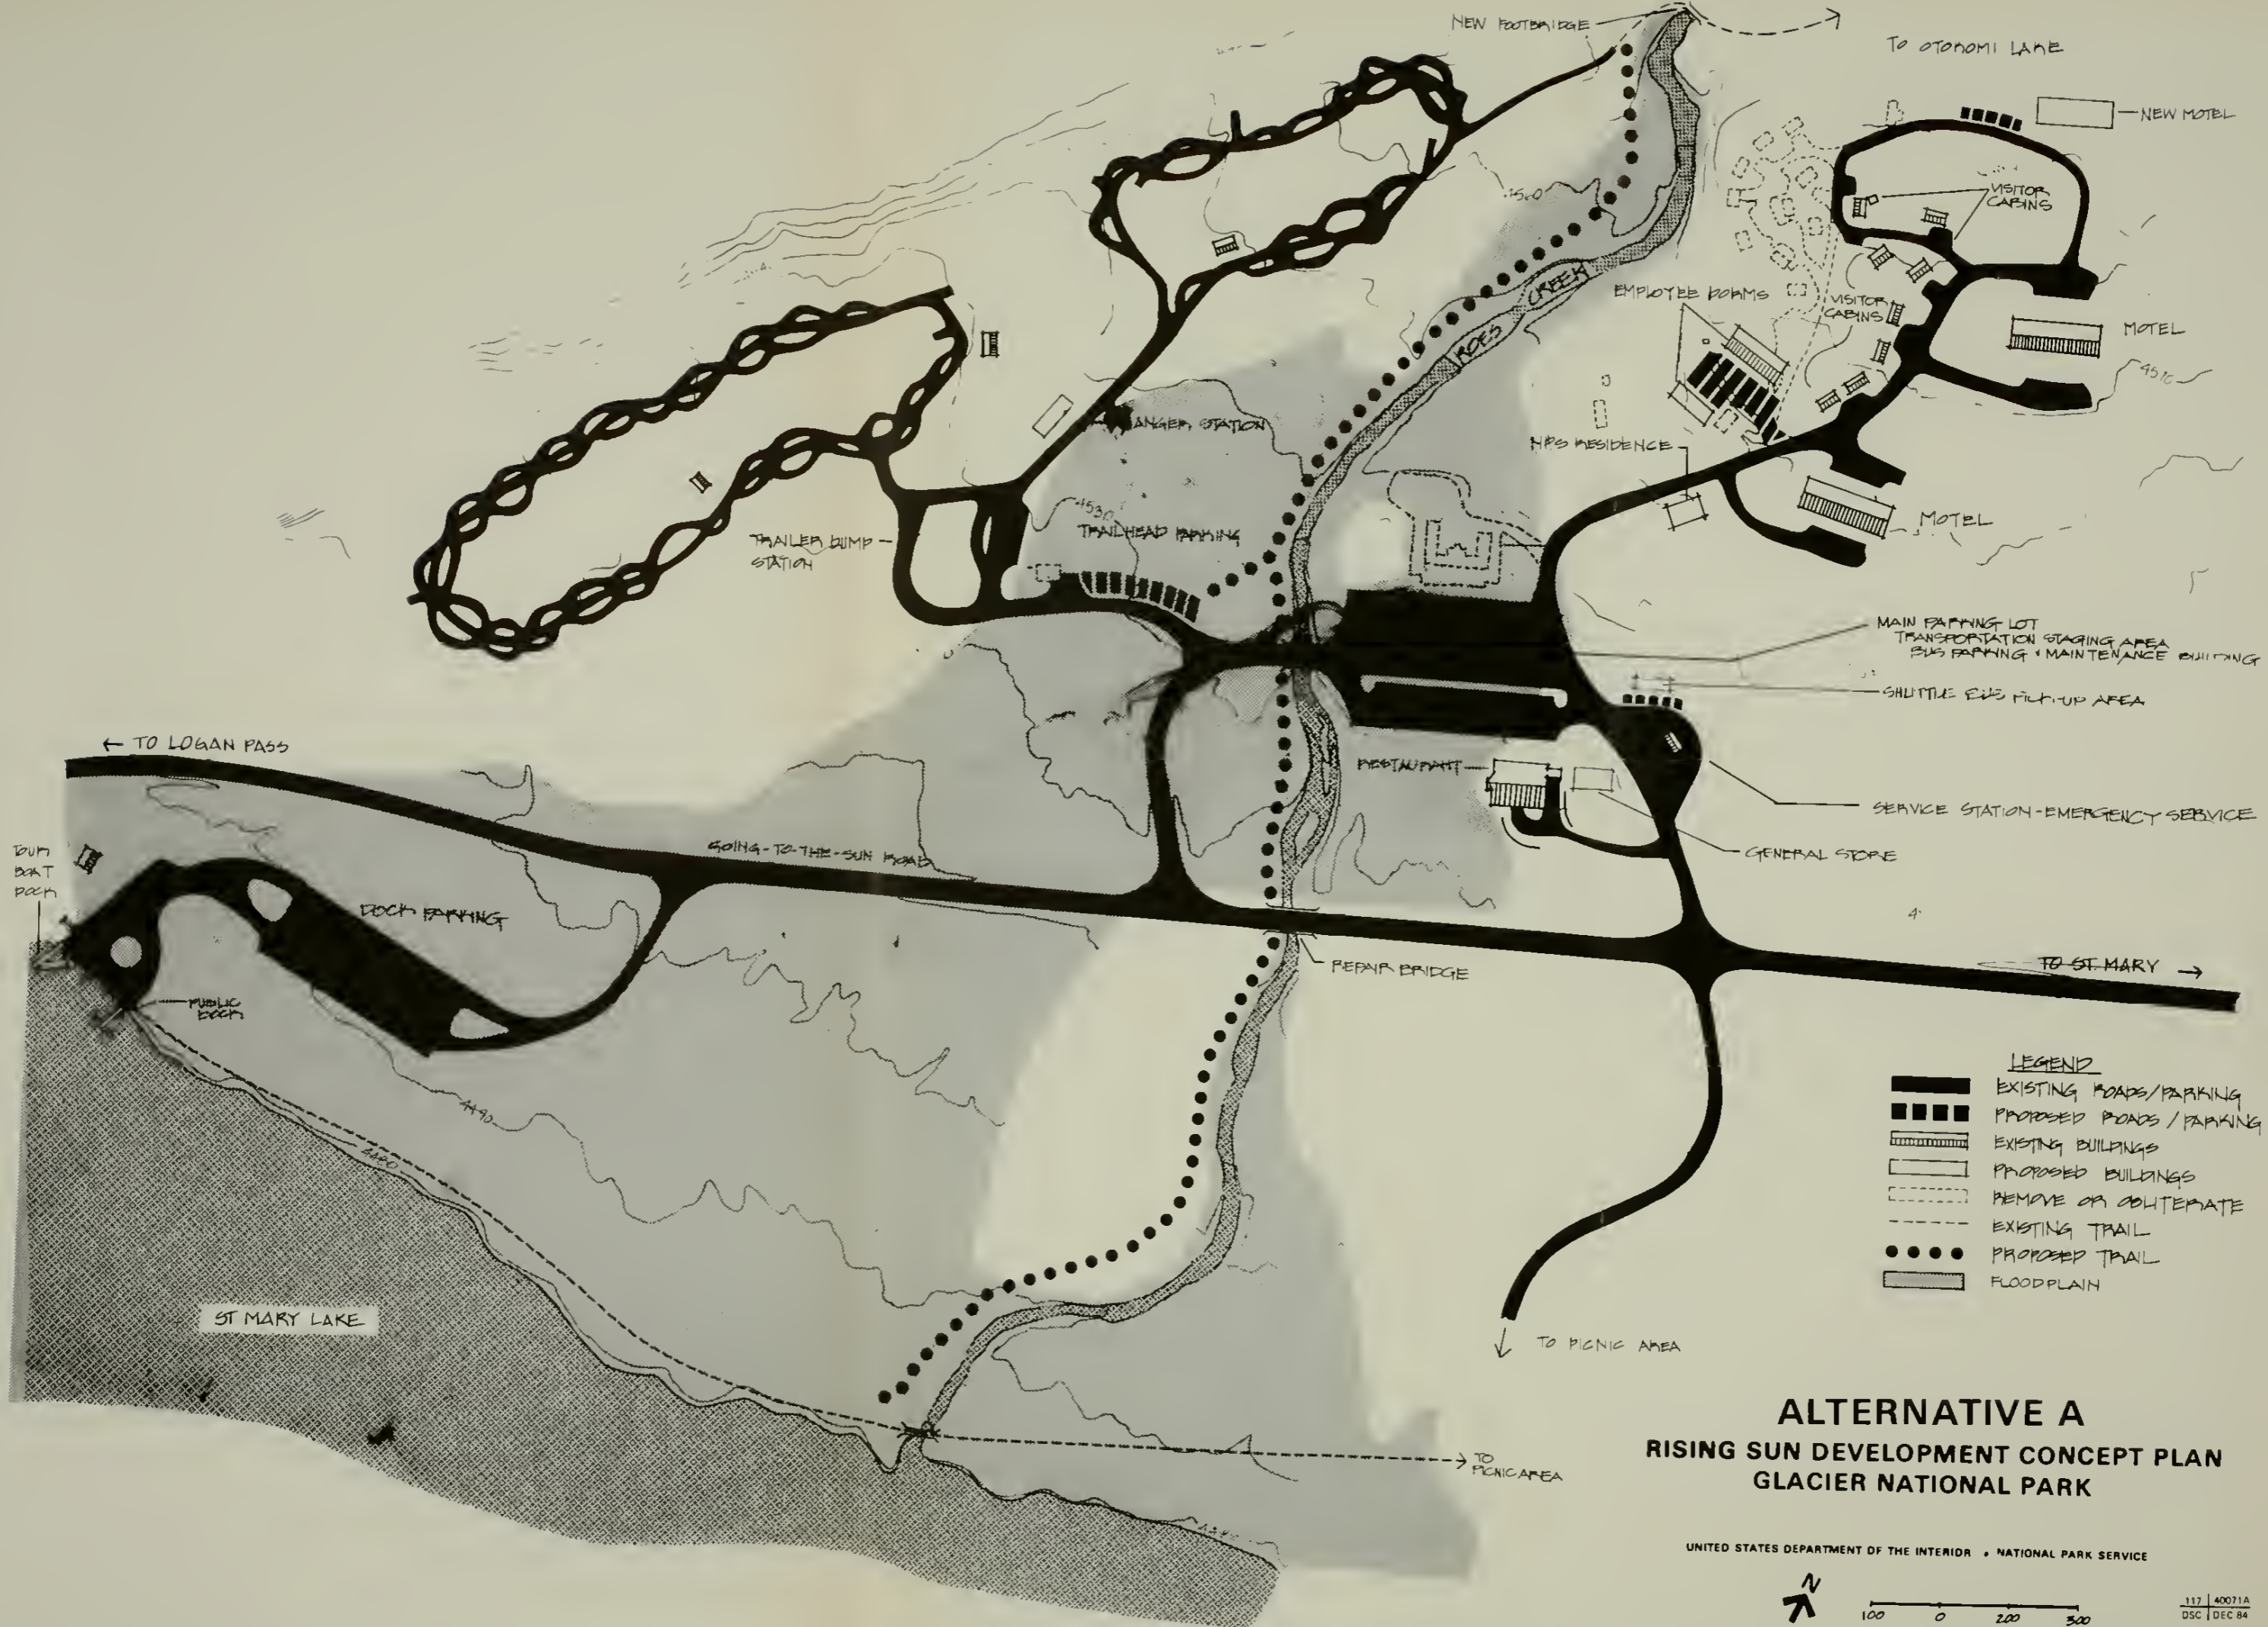 NEW FOOTBRIDGE
TO OTOKOMI LAKE
NEW MOTEL
VISITOR
CABINS
4560
CREEK
ROES
EMPLOYEE DORMS
VISITOR
CABINS
MOTEL
4510
ANGER STATION
NPS RESIDENCE
4530
TRAILHEAD PARKING
TRAILER DUMP
STATION
MOTEL
MAIN PARKING LOT
TRANSPORTATION STAGING AREA
BUS PARKING & MAINTENANCE BUILDING
SHUTTLE BUS PICK-UP AREA
← TO LOGAN PASS
RESTAURANT
SERVICE STATION-EMERGENCY SERVICE
GENERAL STORE
TOUR
BOAT
DOCK
GOING-TO-THE-SUN ROAD
DOCK PARKING
REPAIR BRIDGE
TO ST. MARY →
PUBLIC
DOCK
4490
4480
LEGEND
EXISTING ROADS/PARKING
PROPOSED ROADS/PARKING
EXISTING BUILDINGS
PROPOSED BUILDINGS
REMOVE OR OBLITERATE
EXISTING TRAIL
PROPOSED TRAIL
FLOODPLAIN
ST MARY LAKE
TO PICNIC AREA
TO
PICNIC AREA
ALTERNATIVE A
RISING SUN DEVELOPMENT CONCEPT PLAN
GLACIER NATIONAL PARK
UNITED STATES DEPARTMENT OF THE INTERIOR • NATIONAL PARK SERVICE
N
100 0 200 300
117 | 40071A
DSC | DEC 84